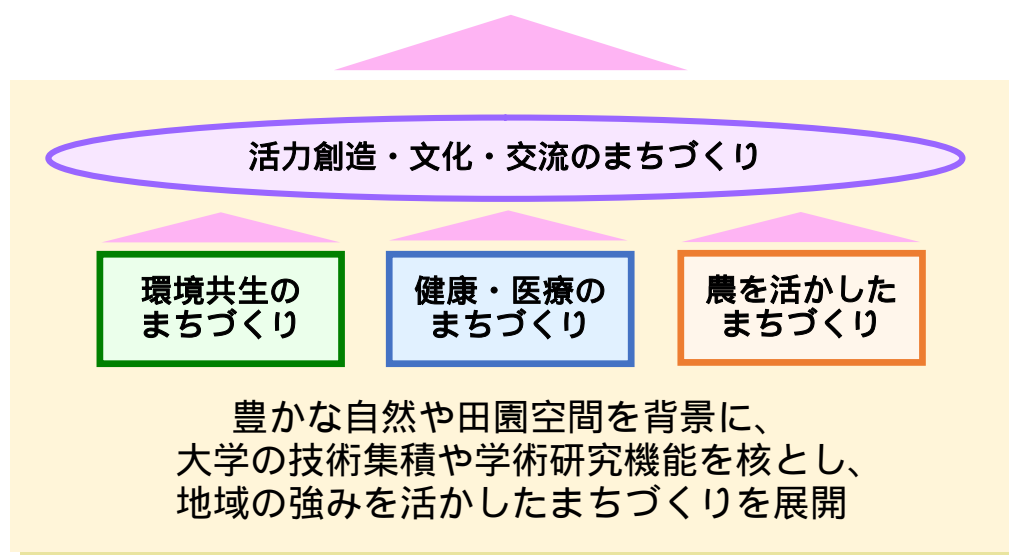 活力創造・文化・交流のまちづくり
環境共生の
まちづくり
健康・医療の
まちづくり
農を活かした
まちづくり
豊かな自然や田園空間を背景に、
大学の技術集積や学術研究機能を核とし、
地域の強みを活かしたまちづくりを展開